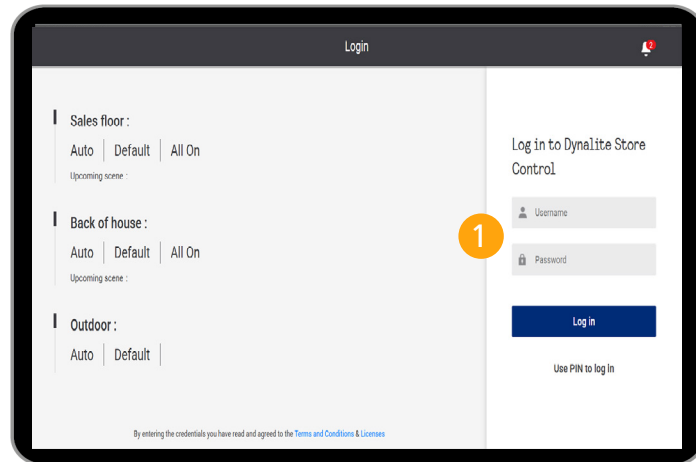 Login
2
Sales floor :
Auto Default All On
Upcoming scene :
Back of house :
Auto Default All On
Upcoming scene :
Outdoor :
Auto Default
By entering the credentials you have read and agreed to the Terms and Conditions & Licenses
Log in to Dynalite Store
Control
1
Username
Password
Log in
Use PIN to log in